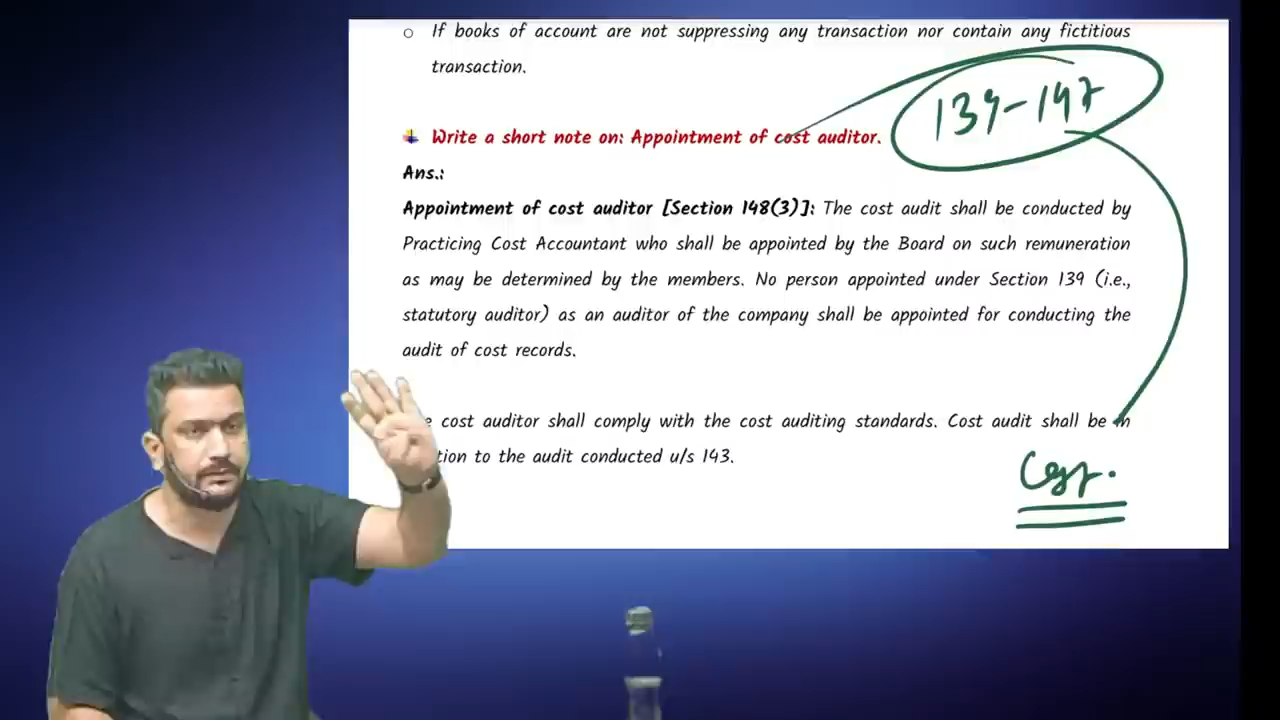 o If books of account are not suppressing any transaction nor contain any fictitious
transaction.
139-147
Write a short note on: Appointment of cost auditor.
Ans.:
Appointment of cost auditor [Section 148(3)]: The cost audit shall be conducted by
Practicing Cost Accountant who shall be appointed by the Board on such remuneration
as may be determined by the members. No person appointed under Section 139 (i.e.,
statutory auditor) as an auditor of the company shall be appointed for conducting the
audit of cost records.
cost auditor shall comply with the cost auditing standards. Cost audit shall be in
to the audit conducted u/s 143.